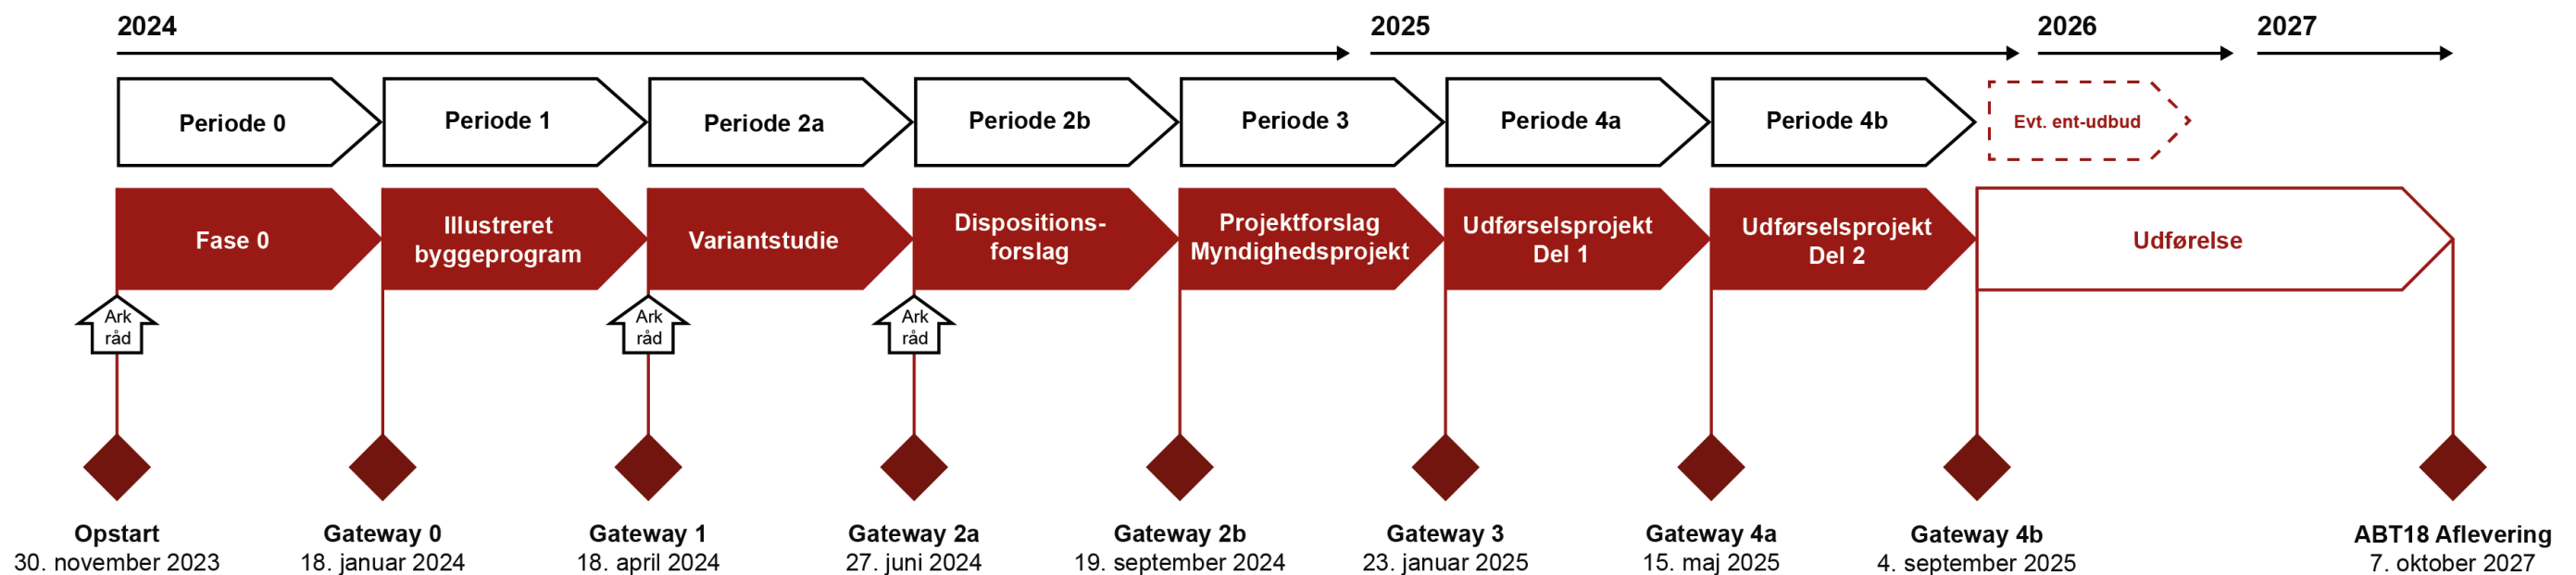 2024
2025
2026
2027
Periode 0
Periode 1
Periode 2a
Periode 2b
Periode 3
Periode 4a
Periode 4b
Evt. ent-udbud
Fase 0
Illustreret
byggeprogram
Variantstudie
Dispositions-
forslag
Projektforslag
Myndighedsprojekt
Udførselsprojekt
Del 1
Udførselsprojekt
Del 2
Udførelse
Ark
råd
Ark
råd
Ark
råd
Opstart
30. november 2023
Gateway 0
18. januar 2024
Gateway 1
18. april 2024
Gateway 2a
27. juni 2024
Gateway 2b
19. september 2024
Gateway 3
23. januar 2025
Gateway 4a
15. maj 2025
Gateway 4b
4. september 2025
ABT18 Aflevering
7. oktober 2027